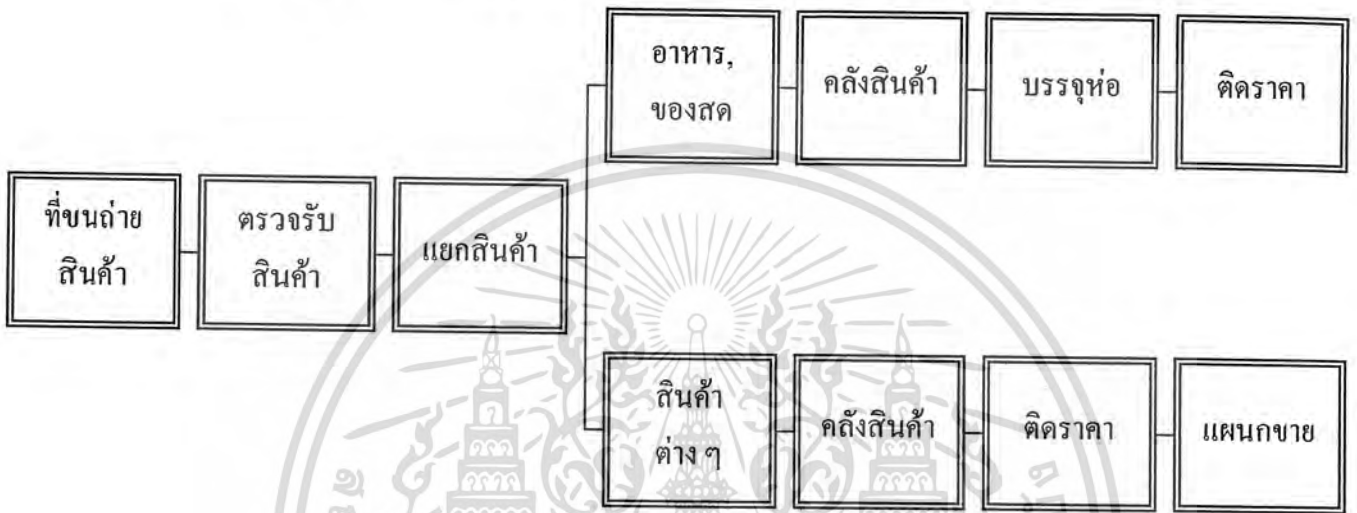 ที่ขนถ่าย
สินค้า
ตรวจรับ
สินค้า
แยกสินค้า
อาหาร,
ของสด
คลังสินค้า
บรรจุห่อ
ติดราคา
สินค้า
ต่าง ๆ
คลังสินค้า
ติดราคา
แผนกขาย